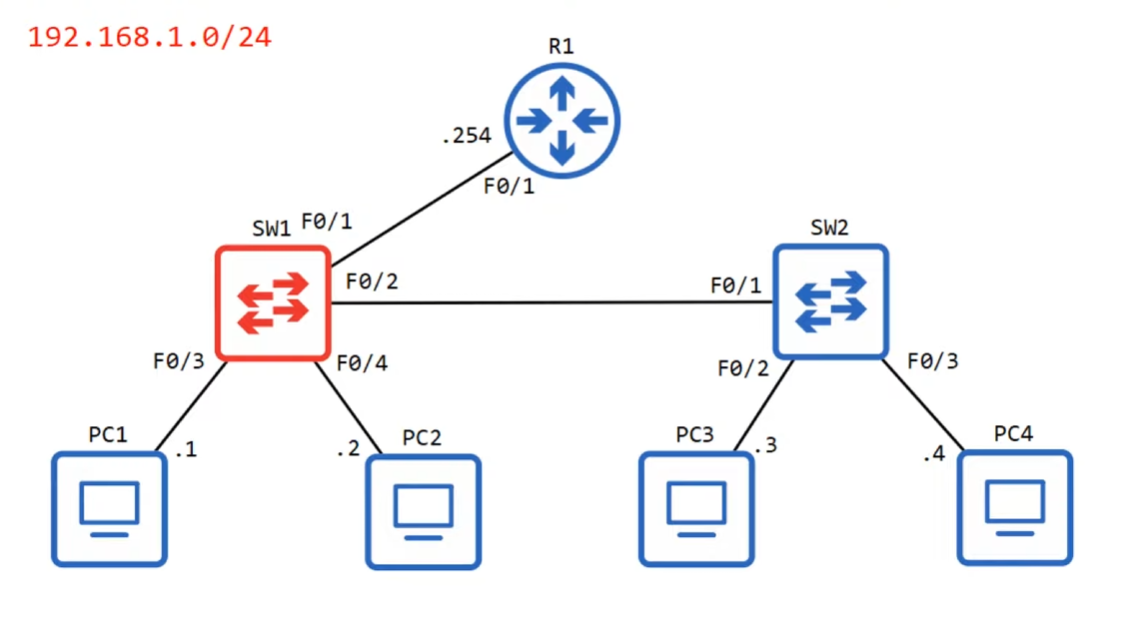 192.168.1.0/24
R1
.254
F0/1
SW1
F0/1
SW2
F0/2
F0/1
F0/3
F0/4
F0/2
F0/3
PC1
.1
PC2
.2
PC3
.3
PC4
.4